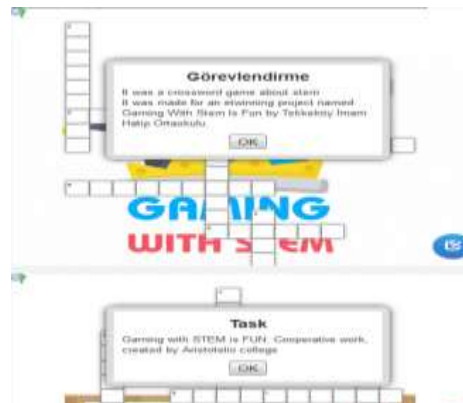 Görevlendirme
It was a crossword game about stem
It was made for an etwinning project named
Gaming With Stem Is Fun by Tekkeköy İmam
Hatip Ortaokulu.
OK
GAMING
WITH STEM
Task
Gaming with STEM is FUN. Cooperative work,
created by Aristotelio college
OK